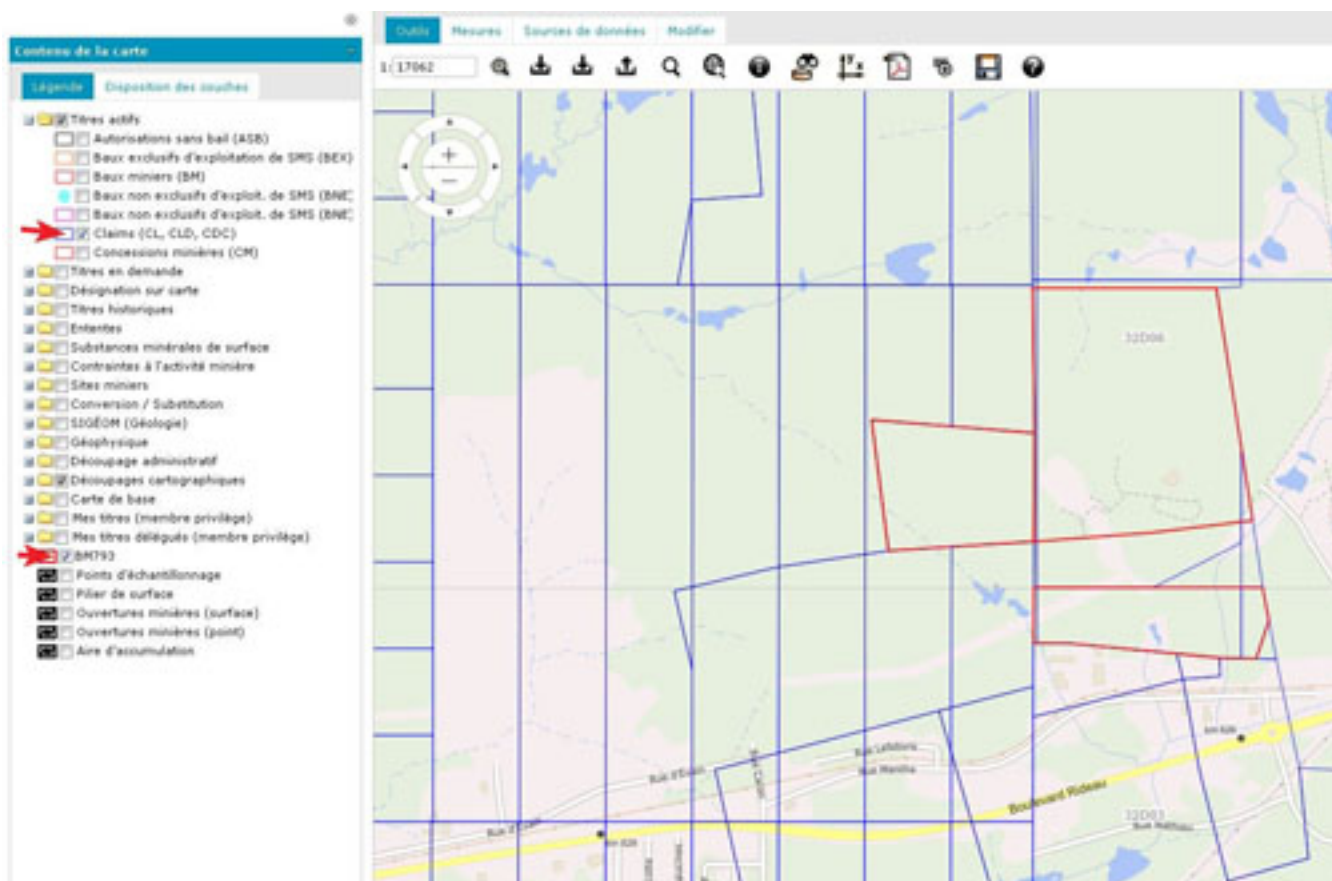 Contenu de la carte
Légende
Disposition des couches
Titres actifs
Autorisations sans bail (ASB)
Baux exclusifs d'exploitation de SMS (BEX)
Baux miniers (BM)
Baux non exclusifs d'exploit. de SMS (BNE
Baux non exclusifs d'exploit. de SMS (BNE
Claims (CL, CLD, CDC)
Concessions minières (CM)
Titres en demande
Désignation sur carte
Titres historiques
Ententes
Substances minérales de surface
Contraintes à l'activité minière
Sites miniers
Conversion / Substitution
SIGÉOM (Géologie)
Géophysique
Découpage administratif
Découpages cartographiques
Carte de base
Mes titres (membre privilège)
Mes titres délégués (membre privilège)
BM793
Points d'échantillonnage
Pilier de surface
Ouvertures minières (surface)
Ouvertures minières (point)
Aire d'accumulation
Outils
Mesures
Sources de données
Modifier
1: 17062
32D06
Rue d'Évain
Rue Lefebvre
Rue
Boulevard Rideau
32D03
Rue Mathieu
Rue d'Évain